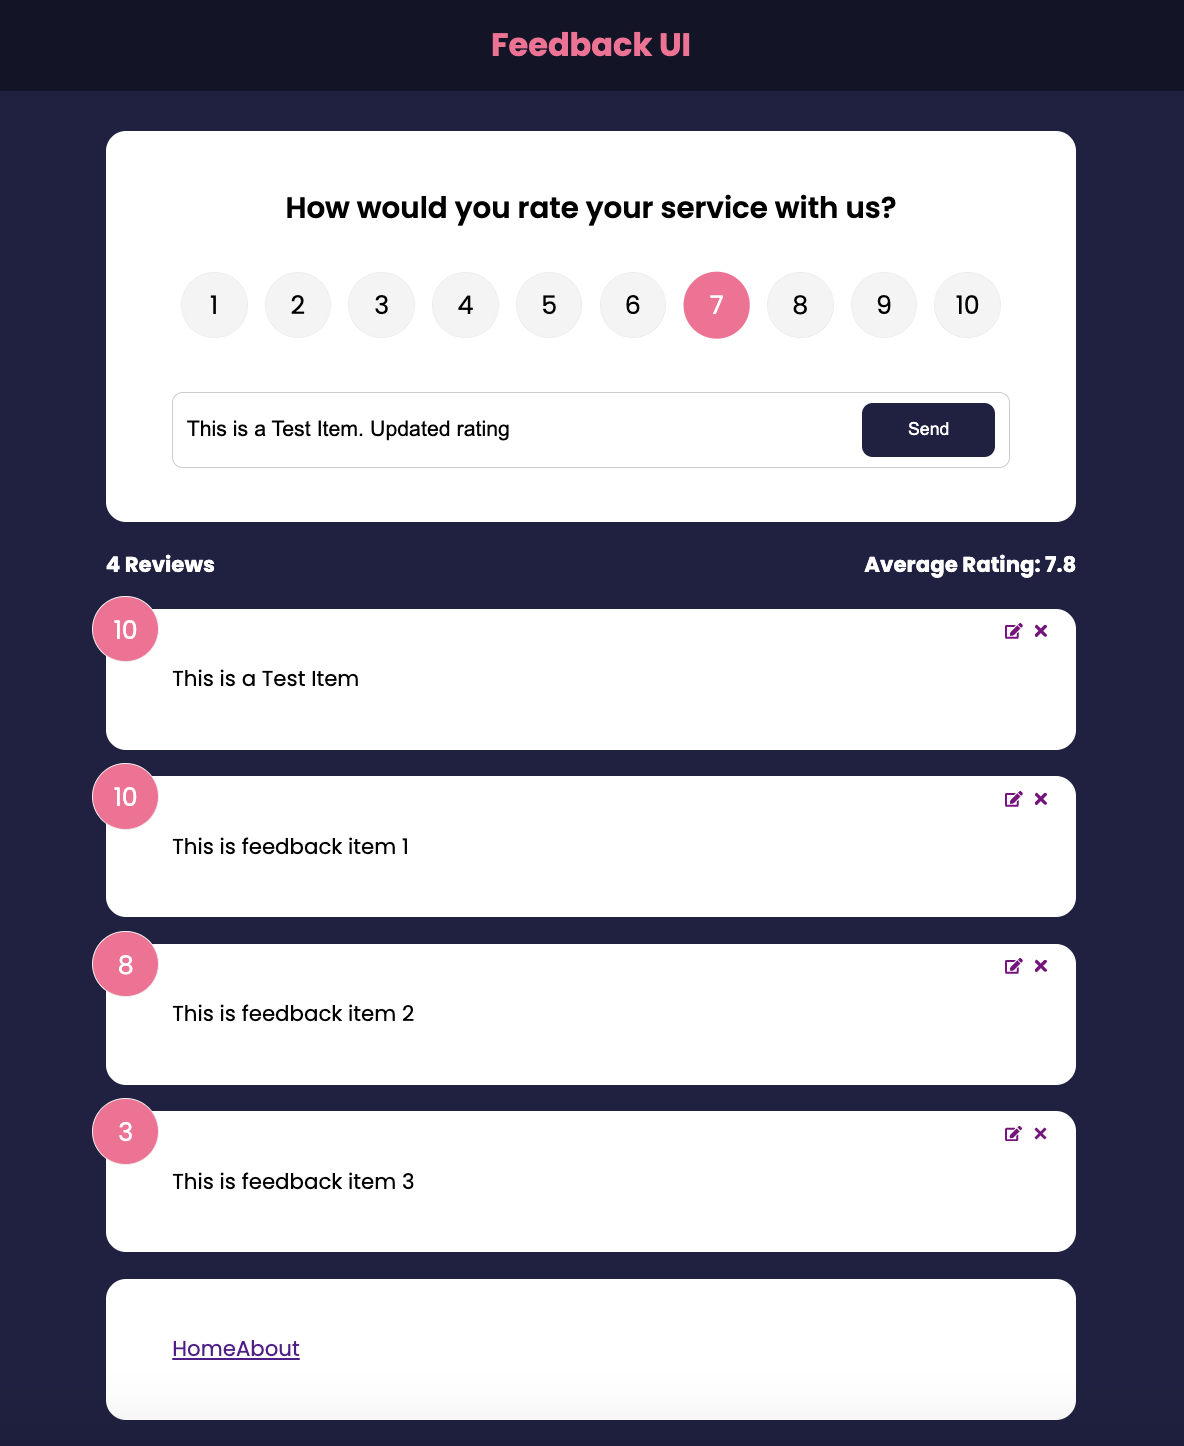 Feedback UI
How would you rate your service with us?
1 2 3 4 5 6 7 8 9 10
This is a Test Item. Updated rating Send
4 Reviews Average Rating: 7.8
10
This is a Test Item
10
This is feedback item 1
8
This is feedback item 2
3
This is feedback item 3
HomeAbout